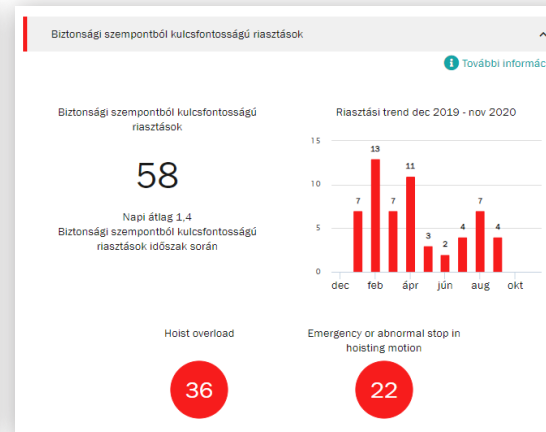 Biztonsági szempontból kulcsfontosságú riasztások
További informác
Biztonsági szempontból kulcsfontosságú
riasztások
58
Napi átlag 1,4
Biztonsági szempontból kulcsfontosságú
riasztások időszak során
Riasztási trend dec 2019 - nov 2020
15
10
5
0
7
13
7
11
3
2
4
7
4
dec feb ápr jún aug okt
Hoist overload
36
Emergency or abnormal stop in
hoisting motion
22